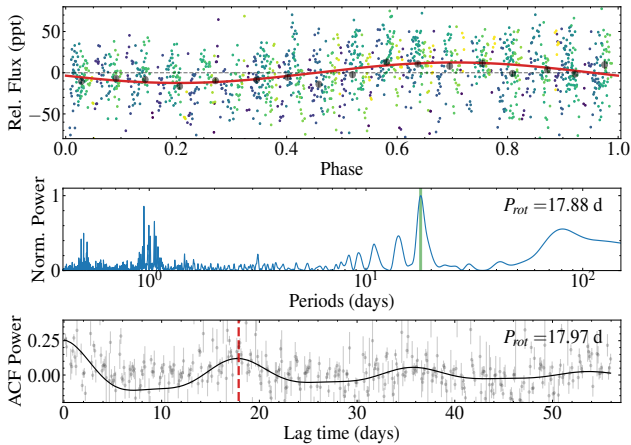 Rel. Flux (ppt)
50
0
−50
0.0 0.2 0.4 0.6 0.8 1.0
Phase
Norm. Power
1
0
P_rot =17.88 d
10^0 10^1 10^2
Periods (days)
ACF Power
0.25
0.00
P_rot =17.97 d
0 10 20 30 40 50
Lag time (days)